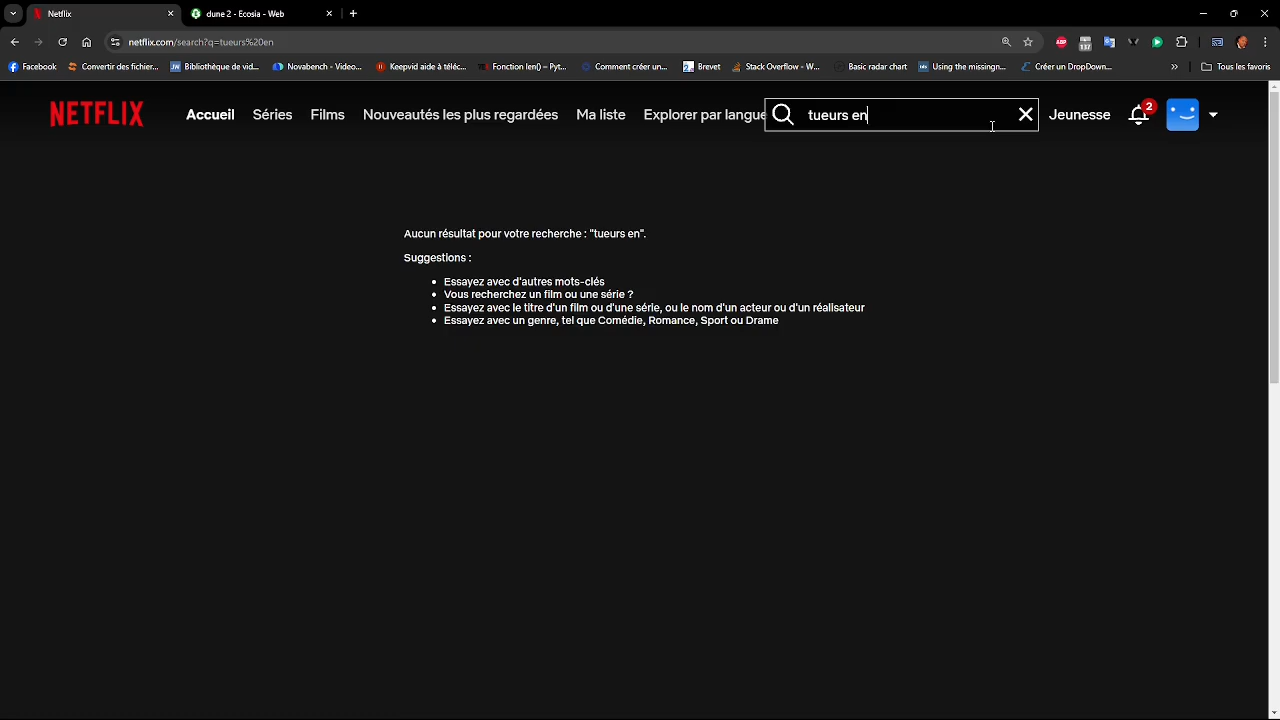 Netflix
dune 2 - Ecosia - Web
netflix.com/search?q=tueurs%20en
137
Facebook
Convertir des fichier...
JW
Bibliothèque de vid...
Novabench - Video...
Keepvid aide à téléc...
Fonction len() – Pyt...
Comment créer un...
Brevet
Stack Overflow - W...
Basic radar chart
Using the missingn...
Créer un DropDown...
»
Tous les favoris
NETFLIX
Accueil
Séries
Films
Nouveautés les plus regardées
Ma liste
Explorer par langue
tueurs en
Jeunesse
2
Aucun résultat pour votre recherche : "tueurs en".
Suggestions :
• Essayez avec d'autres mots-clés
• Vous recherchez un film ou une série ?
• Essayez avec le titre d'un film ou d'une série, ou le nom d'un acteur ou d'un réalisateur
• Essayez avec un genre, tel que Comédie, Romance, Sport ou Drame